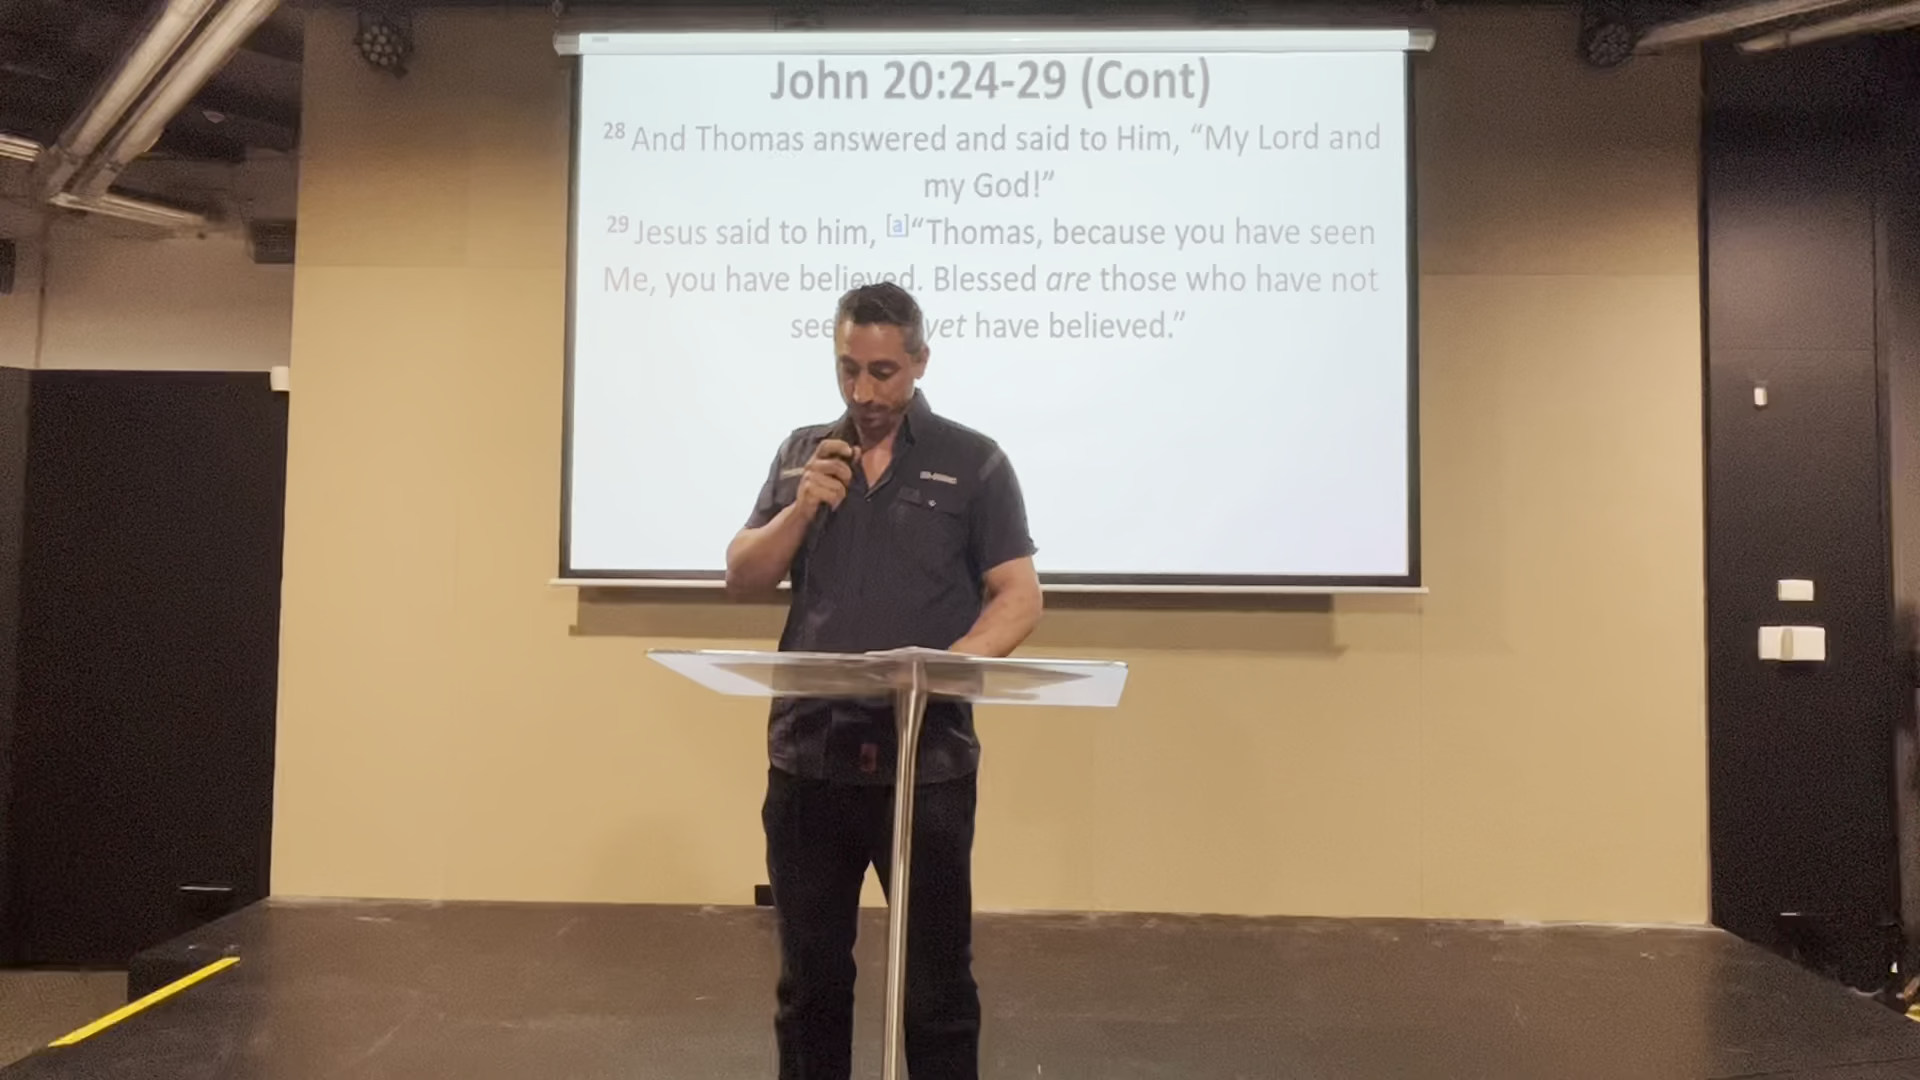 John 20:24-29 (Cont)
28 And Thomas answered and said to Him, “My Lord and
my God!”
29 Jesus said to him, [a]“Thomas, because you have seen
Me, you have believed. Blessed are those who have not
yet have believed.”